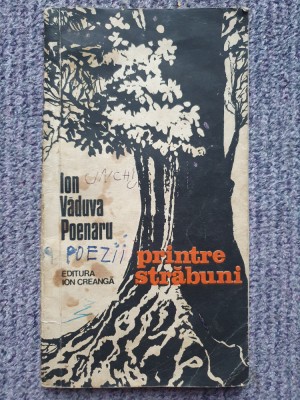 Ion
Văduva
Poenaru
POEZII
EDITURA
ION CREANGĂ
printre
străbuni